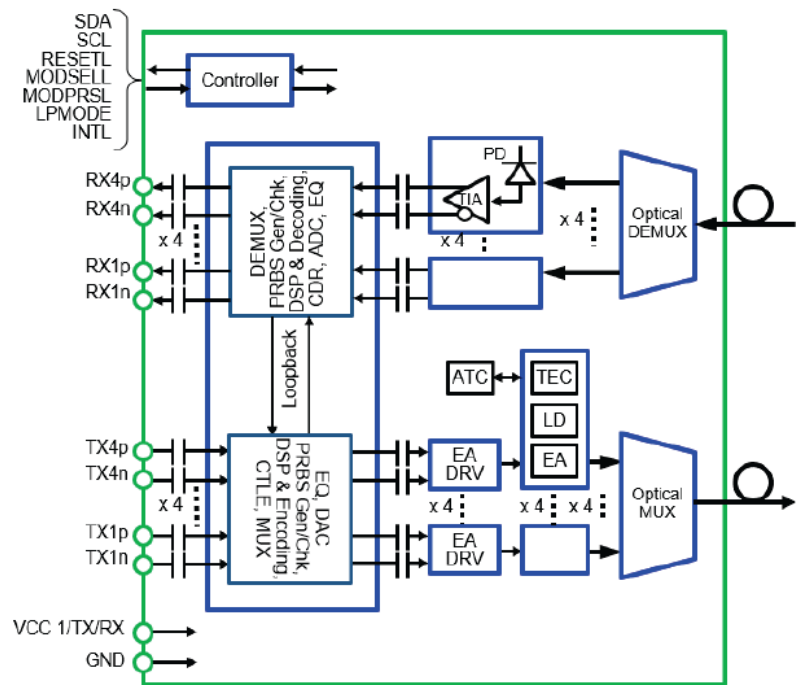 SDA
SCL
RESETL
MODSELL
MODPRSL
LPMODE
INTL
Controller
RX4p
RX4n
x 4
RX1p
RX1n
DEMUX,
PRBS Gen/Chk,
DSP & Decoding,
CDR, ADC, EQ
PD
TIA
x 4
x 4
Optical
DEMUX
Loopback
ATC
TEC
LD
EA
TX4p
TX4n
x 4
TX1p
TX1n
EQ, DAC
PRBS Gen/Chk,
DSP & Encoding,
CTLE, MUX
EA
DRV
x 4
EA
DRV
x 4
x 4
Optical
MUX
VCC 1/TX/RX
GND